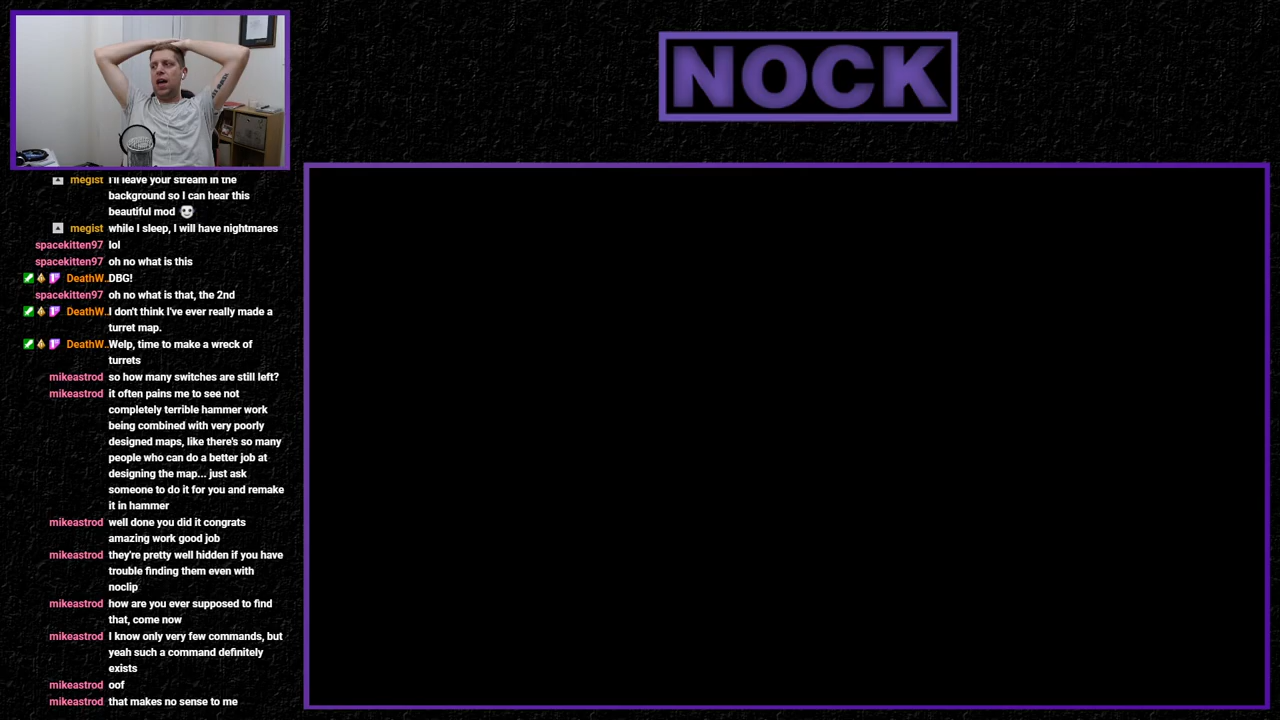 NOCK
megist I'll leave your stream in the
background so I can hear this
beautiful mod
megist while I sleep, I will have nightmares
spacekitten97 lol
spacekitten97 oh no what is this
DeathW.. DBG!
spacekitten97 oh no what is that, the 2nd
DeathW.. I don't think I've ever really made a
turret map.
DeathW.. Welp, time to make a wreck of
turrets
mikeastrod so how many switches are still left?
mikeastrod it often pains me to see not
completely terrible hammer work
being combined with very poorly
designed maps, like there's so many
people who can do a better job at
designing the map... just ask
someone to do it for you and remake
it in hammer
mikeastrod well done you did it congrats
amazing work good job
mikeastrod they're pretty well hidden if you have
trouble finding them even with
noclip
mikeastrod how are you ever supposed to find
that, come now
mikeastrod I know only very few commands, but
yeah such a command definitely
exists
mikeastrod oof
mikeastrod that makes no sense to me